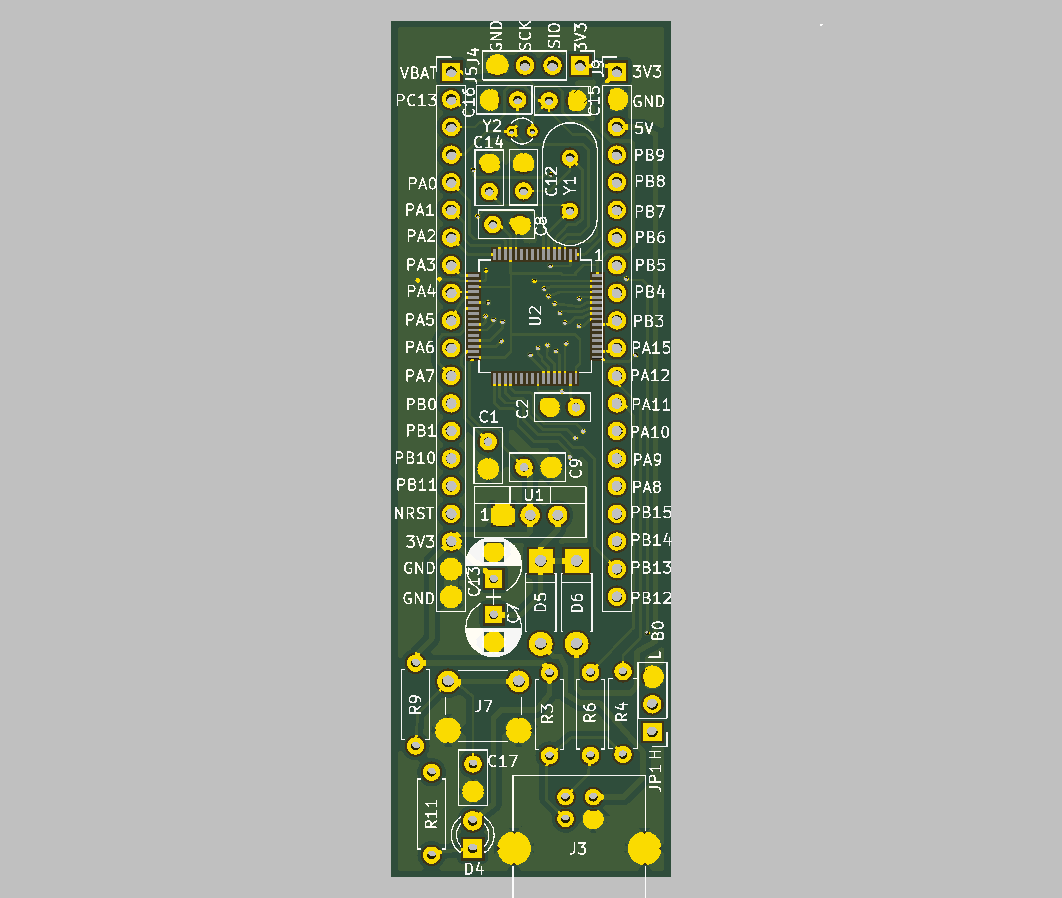 GND SCK SIO 3V3
J4
J5
J9
VBAT
3V3
PC13
C16
C15
GND
Y2
5V
C14
PB9
PA0
C12
Y1
PB8
PA1
PB7
C8
PA2
PB6
1
PA3
PB5
PA4
PB4
PA5
U2
PB3
PA6
PA15
PA7
PA12
PB0
C2
PA11
C1
PB1
PA10
PB10
C9
PA9
PB11
U1
PA8
NRST
1
PB15
3V3
PB14
GND
C13
PB13
GND
C7
D5
D6
PB12
B0
L
R9
J7
R3
R6
R4
H
JP1
C17
R11
J3
D4